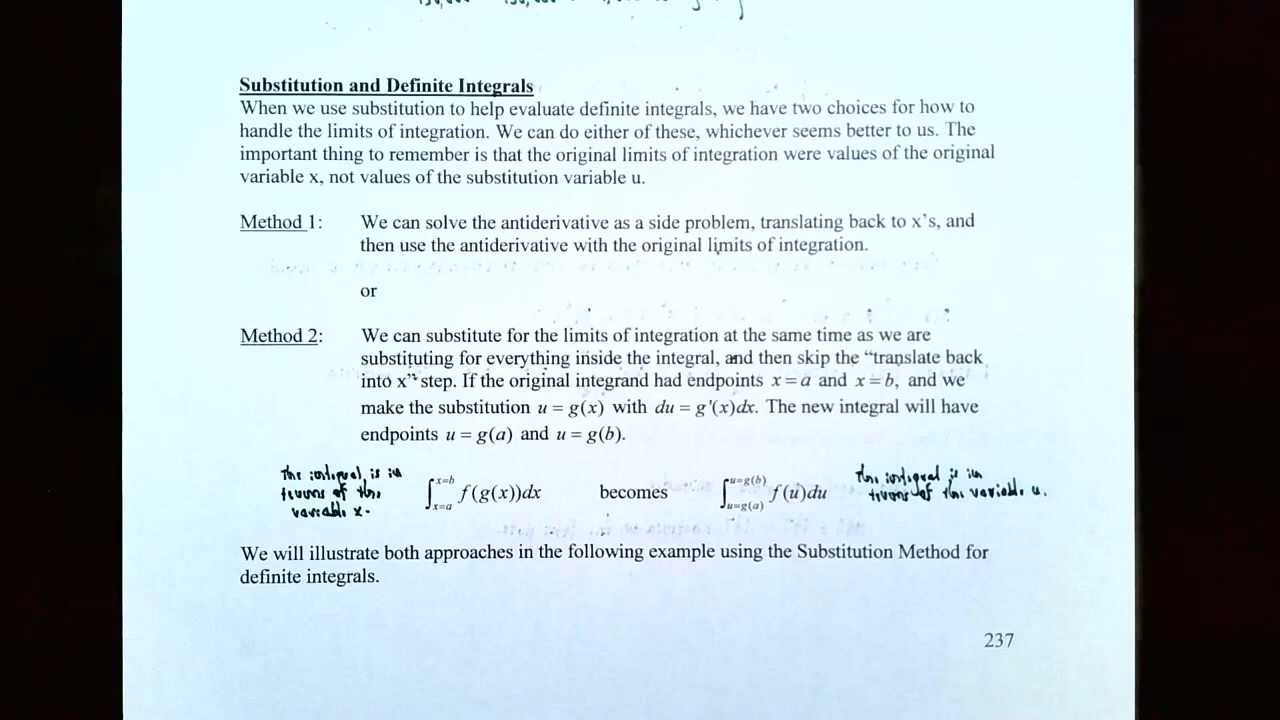 Substitution and Definite Integrals
When we use substitution to help evaluate definite integrals, we have two choices for how to
handle the limits of integration. We can do either of these, whichever seems better to us. The
important thing to remember is that the original limits of integration were values of the original
variable x, not values of the substitution variable u.
Method 1: We can solve the antiderivative as a side problem, translating back to x's, and
then use the antiderivative with the original limits of integration.
or
Method 2: We can substitute for the limits of integration at the same time as we are
substituting for everything inside the integral, and then skip the "translate back
into x" step. If the original integrand had endpoints x = a and x = b, and we
make the substitution u = g(x) with du = g'(x)dx. The new integral will have
endpoints u = g(a) and u = g(b).
the integral is in
terms of the
variable x.
∫_{x=a}^{x=b} f(g(x))dx becomes ∫_{u=g(a)}^{u=g(b)} f(u)du
the integral is in
terms of the variable u.
We will illustrate both approaches in the following example using the Substitution Method for
definite integrals.
237